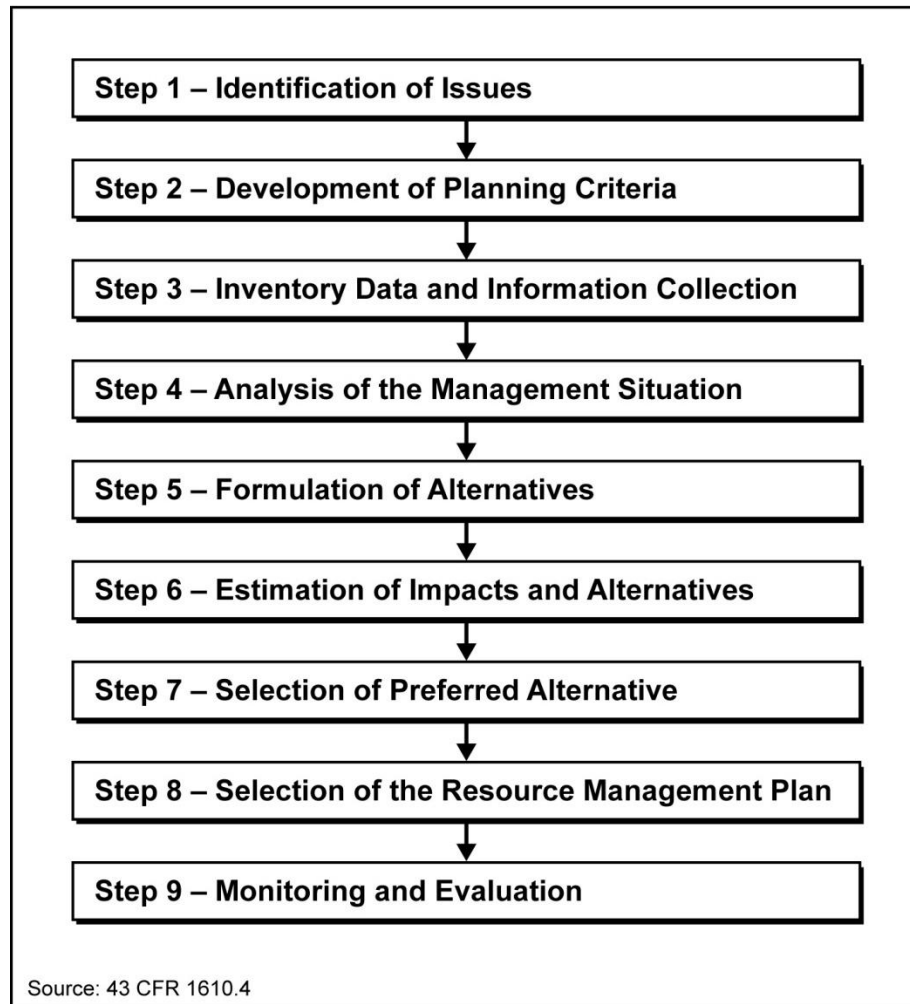 Step 1 – Identification of Issues
Step 2 – Development of Planning Criteria
Step 3 – Inventory Data and Information Collection
Step 4 – Analysis of the Management Situation
Step 5 – Formulation of Alternatives
Step 6 – Estimation of Impacts and Alternatives
Step 7 – Selection of Preferred Alternative
Step 8 – Selection of the Resource Management Plan
Step 9 – Monitoring and Evaluation
Source: 43 CFR 1610.4